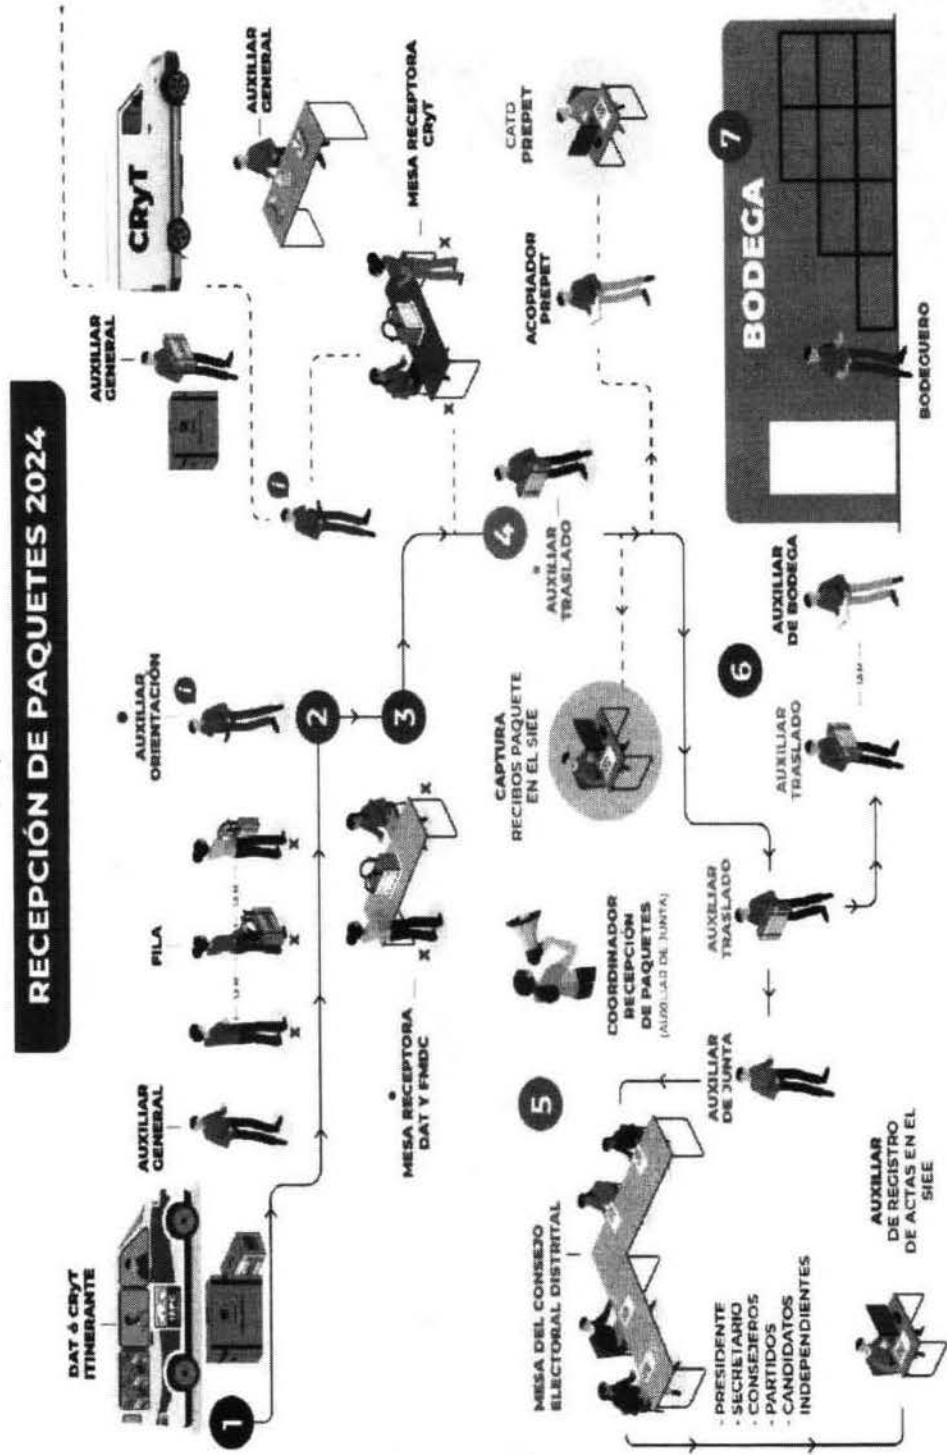 RECEPCIÓN DE PAQUETES 2024
DAT ó CRyT
ITINERANTE
1
AUXILIAR
GENERAL
FILA
AUXILIAR
ORIENTACIÓN
i
2
3
MESA RECEPTORA
DAT Y FMDC
AUXILIAR
GENERAL
CRyT
i
AUXILIAR
GENERAL
MESA RECEPTORA
CRyT
4
AUXILIAR
TRASLADO
CAPTURA
RECIBOS PAQUETE
EN EL SIEE
ACOPIADOR
PREPET
CATD
PREPET
COORDINADOR
RECEPCIÓN
DE PAQUETES
(AUXILIAR DE JUNTA)
5
MESA DEL CONSEJO
ELECTORAL DISTRITAL
- PRESIDENTE
- SECRETARIO
- CONSEJEROS
- PARTIDOS
- CANDIDATOS
INDEPENDIENTES
AUXILIAR
DE JUNTA
AUXILIAR
TRASLADO
AUXILIAR
DE REGISTRO
DE ACTAS EN EL
SIEE
6
AUXILIAR
TRASLADO
AUXILIAR
DE BODEGA
7
BODEGA
BODEGUERO